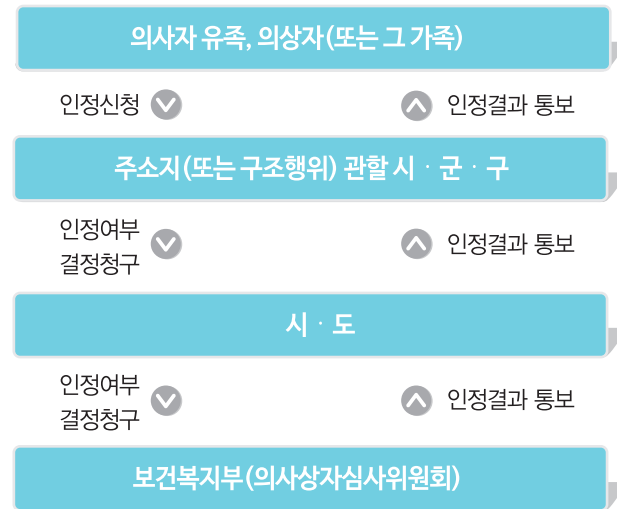 의사자 유족, 의상자(또는 그 가족)
인정신청
인정결과 통보
주소지(또는 구조행위) 관할 시ㆍ군ㆍ구
인정여부
결정청구
인정결과 통보
시ㆍ도
인정여부
결정청구
인정결과 통보
보건복지부(의사상자심사위원회)